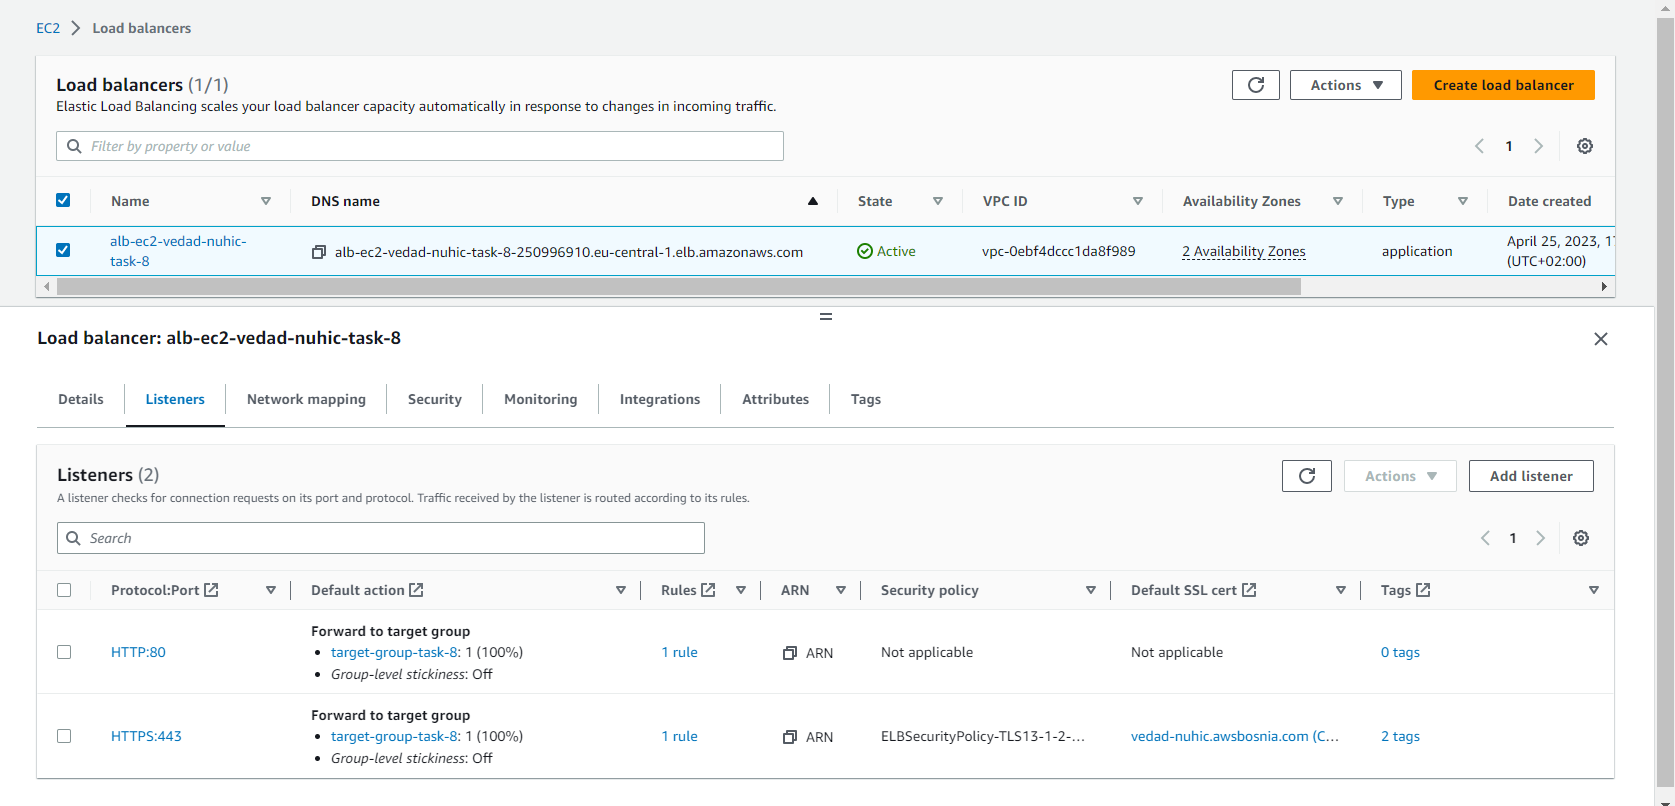 EC2 > Load balancers
Load balancers (1/1)
Elastic Load Balancing scales your load balancer capacity automatically in response to changes in incoming traffic.
Actions
Create load balancer
Filter by property or value
1
Name
DNS name
State
VPC ID
Availability Zones
Type
Date created
alb-ec2-vedad-nuhic-
task-8
alb-ec2-vedad-nuhic-task-8-250996910.eu-central-1.elb.amazonaws.com
Active
vpc-0ebf4dccc1da8f989
2 Availability Zones
application
April 25, 2023, 1
(UTC+02:00)
Load balancer: alb-ec2-vedad-nuhic-task-8
Details
Listeners
Network mapping
Security
Monitoring
Integrations
Attributes
Tags
Listeners (2)
A listener checks for connection requests on its port and protocol. Traffic received by the listener is routed according to its rules.
Actions
Add listener
Search
1
Protocol:Port
Default action
Rules
ARN
Security policy
Default SSL cert
Tags
HTTP:80
Forward to target group
• target-group-task-8: 1 (100%)
• Group-level stickiness: Off
1 rule
ARN
Not applicable
Not applicable
0 tags
HTTPS:443
Forward to target group
• target-group-task-8: 1 (100%)
• Group-level stickiness: Off
1 rule
ARN
ELBSecurityPolicy-TLS13-1-2-...
vedad-nuhic.awsbosnia.com (C...
2 tags